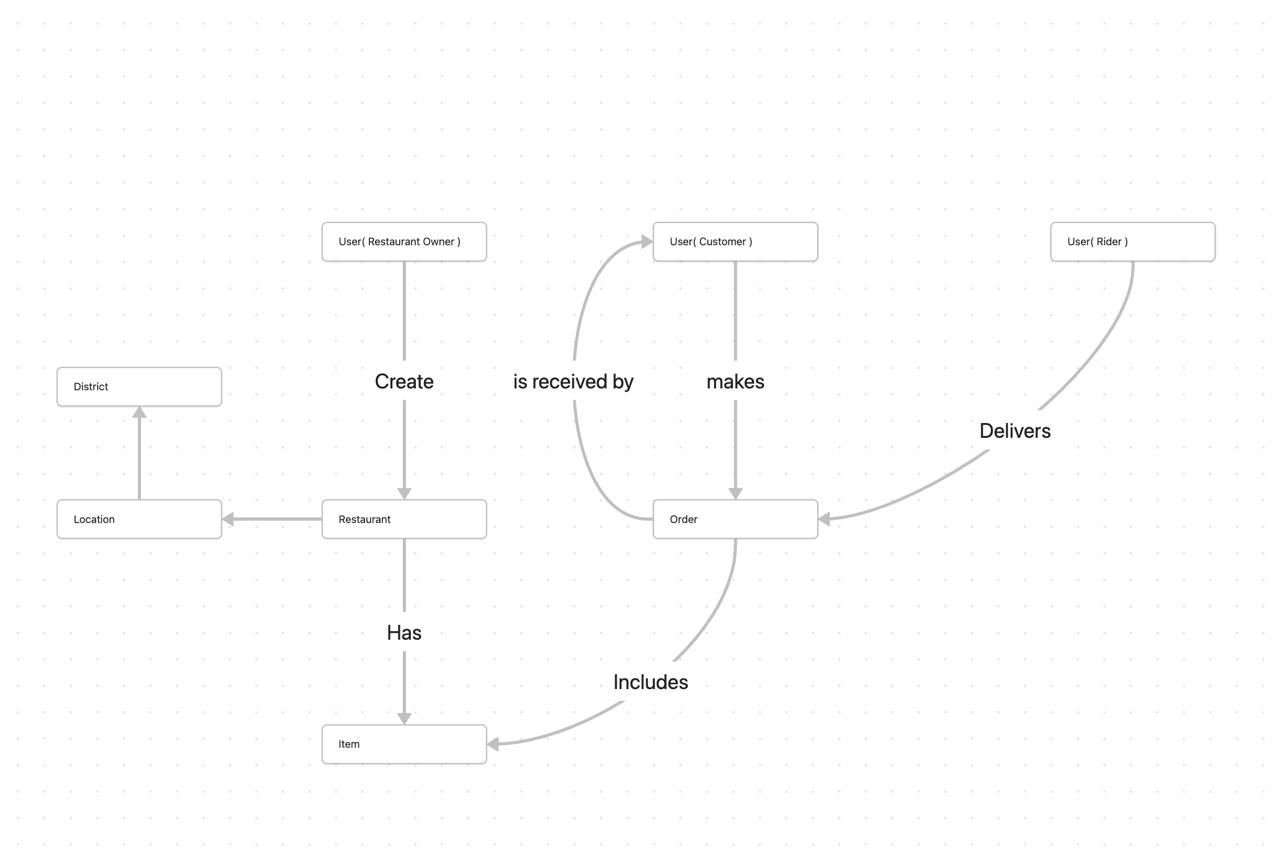 User( Restaurant Owner )
User( Customer )
User( Rider )
District
Create
is received by
makes
Delivers
Location
Restaurant
Order
Has
Includes
Item